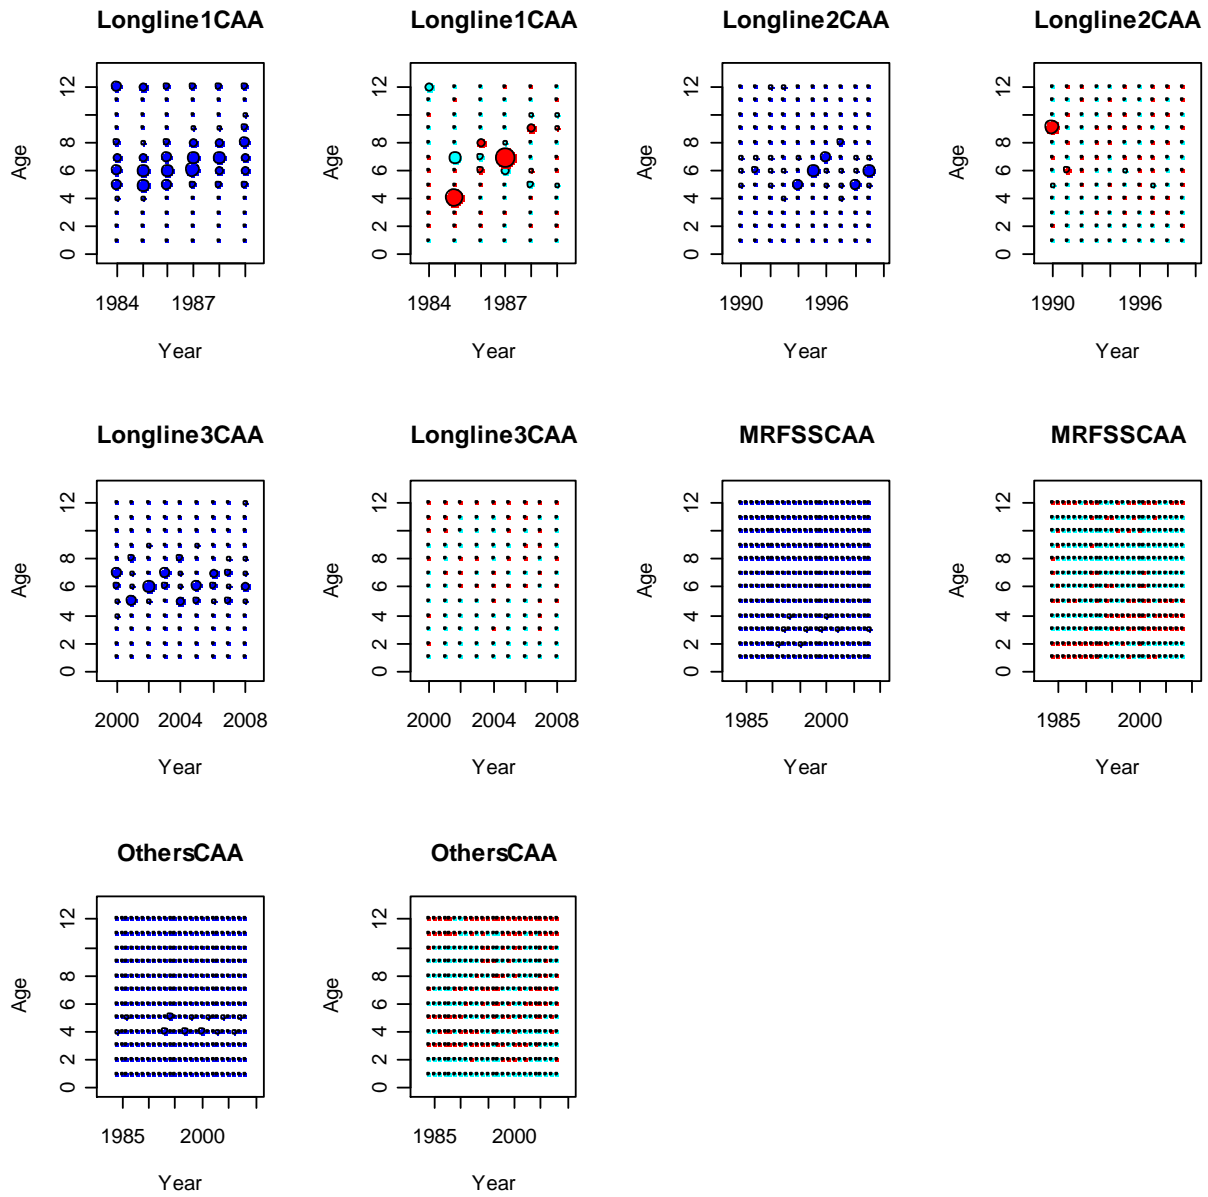 Longline1CAA
Longline1CAA
Longline2CAA
Longline2CAA
Age
0 2 4 6 8 12
1984 1987
Year
Age
0 2 4 6 8 12
1984 1987
Year
Age
0 2 4 6 8 12
1990 1996
Year
Age
0 2 4 6 8 12
1990 1996
Year
Longline3CAA
Longline3CAA
MRFSSCAA
MRFSSCAA
Age
0 2 4 6 8 12
2000 2004 2008
Year
Age
0 2 4 6 8 12
2000 2004 2008
Year
Age
0 2 4 6 8 12
1985 2000
Year
Age
0 2 4 6 8 12
1985 2000
Year
OthersCAA
OthersCAA
Age
0 2 4 6 8 12
1985 2000
Year
Age
0 2 4 6 8 12
1985 2000
Year